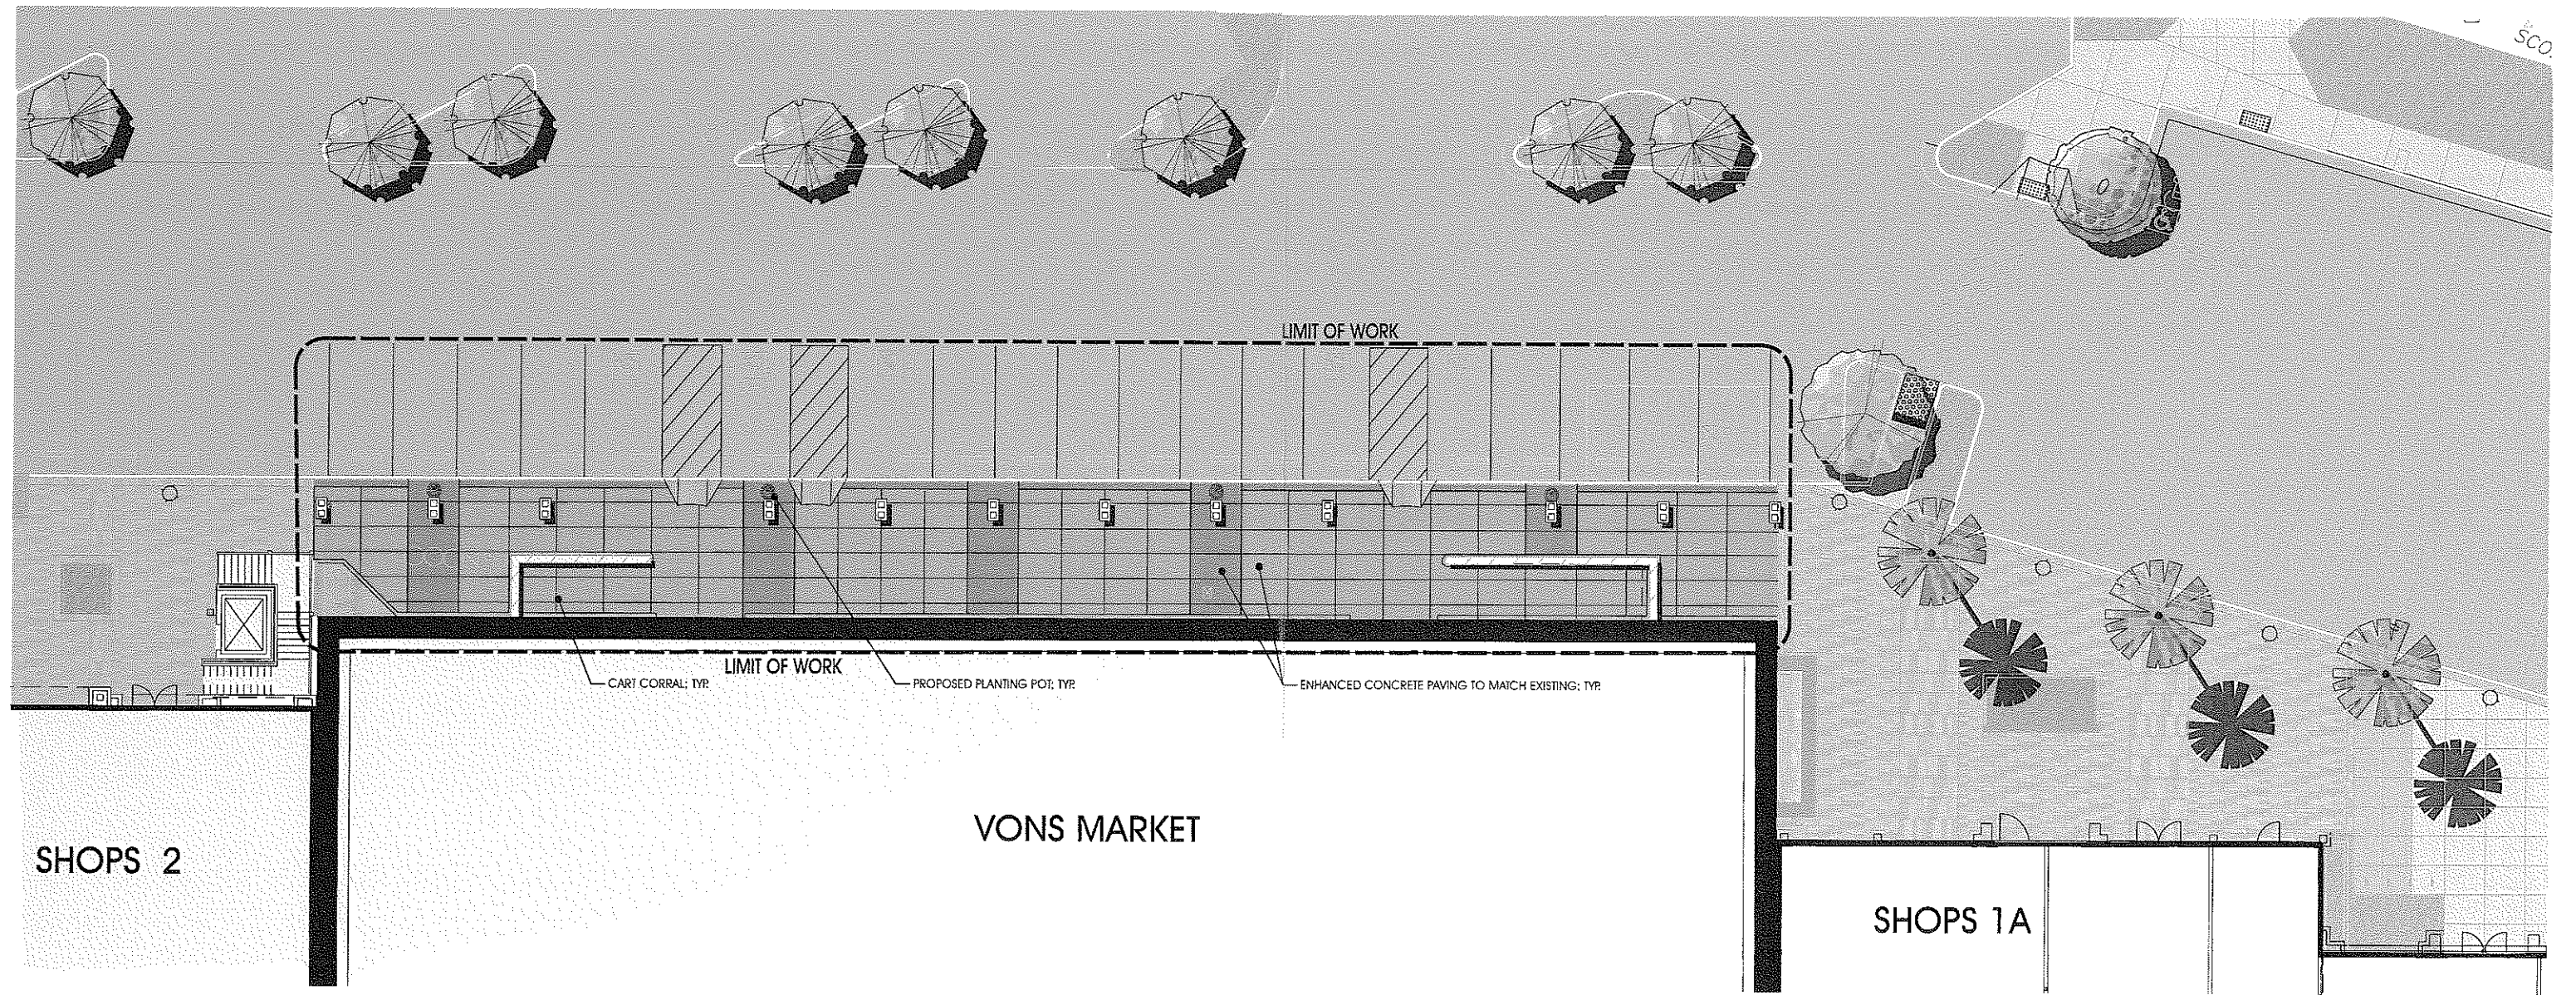 SCO
LIMIT OF WORK
LIMIT OF WORK
CART CORRAL; TYP.
PROPOSED PLANTING POT; TYP.
ENHANCED CONCRETE PAVING TO MATCH EXISTING; TYP.
VONS MARKET
SHOPS 2
SHOPS 1A